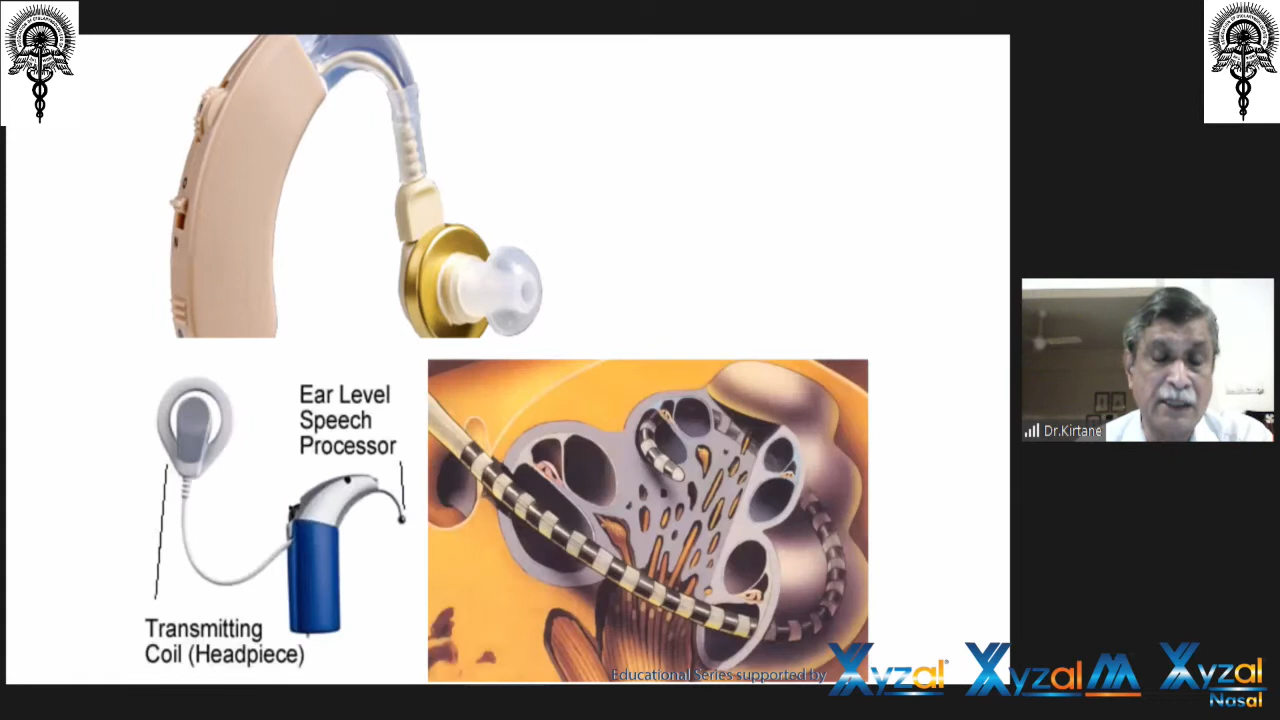 Ear Level
Speech
Processor
Transmitting
Coil (Headpiece)
Dr.Kirtane
Educational Series supported by
Xyzal®
Xyzal M
Xyzal
Nasal